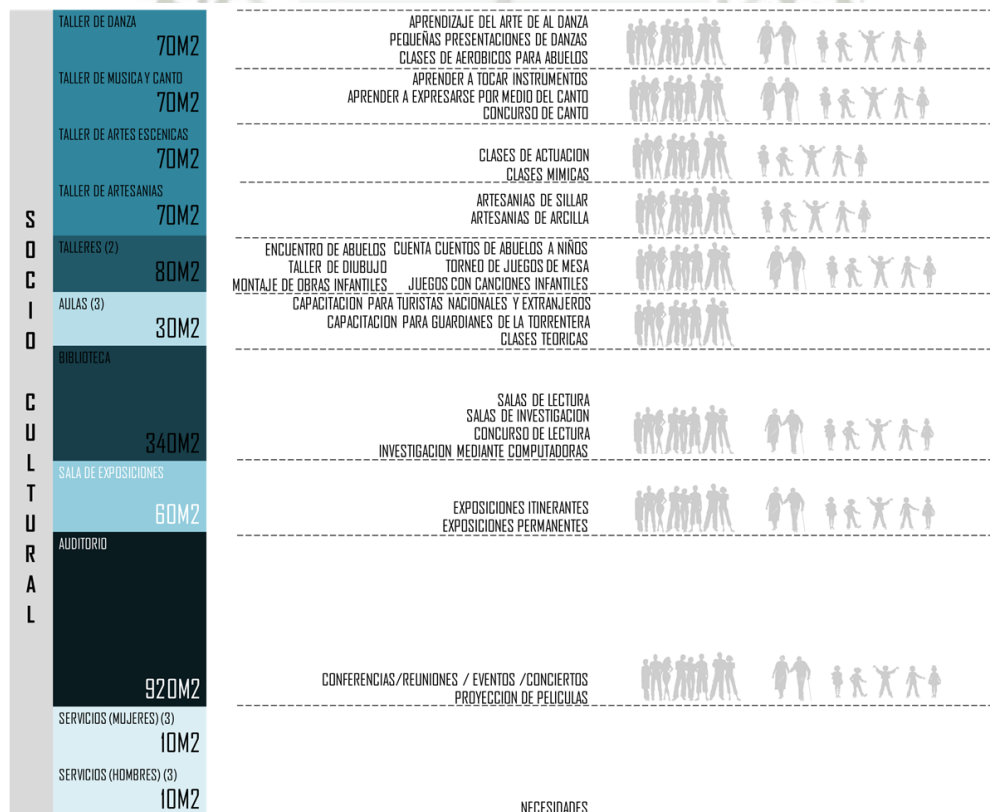 SOCIO CULTURAL
TALLER DE DANZA
70M2
APRENDIZAJE DEL ARTE DE AL DANZA
PEQUEÑAS PRESENTACIONES DE DANZAS
CLASES DE AEROBICOS PARA ABUELOS
TALLER DE MUSICA Y CANTO
70M2
APRENDER A TOCAR INSTRUMENTOS
APRENDER A EXPRESARSE POR MEDIO DEL CANTO
CONCURSO DE CANTO
TALLER DE ARTES ESCENICAS
70M2
CLASES DE ACTUACION
CLASES MIMICAS
TALLER DE ARTESANIAS
70M2
ARTESANIAS DE SILLAR
ARTESANIAS DE ARCILLA
TALLERES (2)
80M2
ENCUENTRO DE ABUELOS CUENTA CUENTOS DE ABUELOS A NIÑOS
TALLER DE DIUBUJO TORNEO DE JUEGOS DE MESA
MONTAJE DE OBRAS INFANTILES JUEGOS CON CANCIONES INFANTILES
AULAS (3)
30M2
CAPACITACION PARA TURISTAS NACIONALES Y EXTRANJEROS
CAPACITACION PARA GUARDIANES DE LA TORRENTERA
CLASES TEORICAS
BIBLIOTECA
340M2
SALAS DE LECTURA
SALAS DE INVESTIGACION
CONCURSO DE LECTURA
INVESTIGACION MEDIANTE COMPUTADORAS
SALA DE EXPOSICIONES
60M2
EXPOSICIONES ITINERANTES
EXPOSICIONES PERMANENTES
AUDITORIO
920M2
CONFERENCIAS/REUNIONES / EVENTOS /CONCIERTOS
PROYECCION DE PELICULAS
SERVICIOS (MUJERES) (3)
10M2
SERVICIOS (HOMBRES) (3)
10M2
NECESIDADES